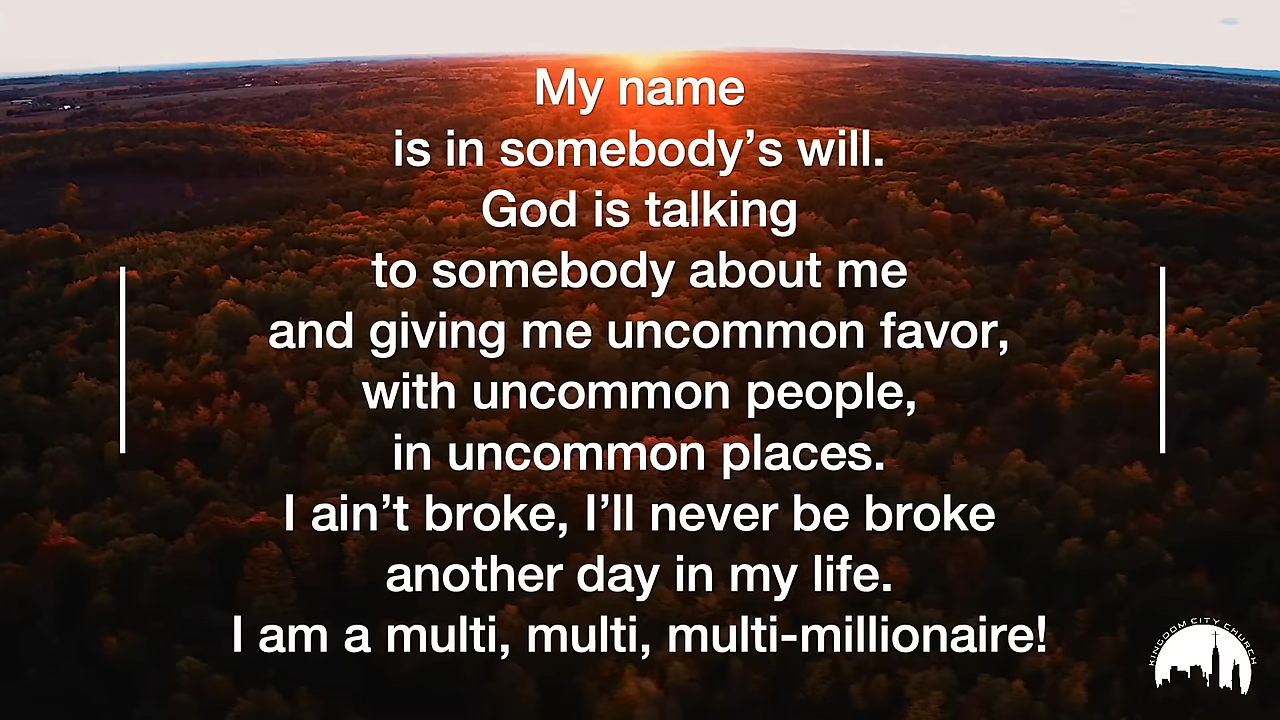 My name
is in somebody’s will.
God is talking
to somebody about me
and giving me uncommon favor,
with uncommon people,
in uncommon places.
I ain’t broke, I’ll never be broke
another day in my life.
I am a multi, multi, multi-millionaire!
KINGDOM CITY CHURCH